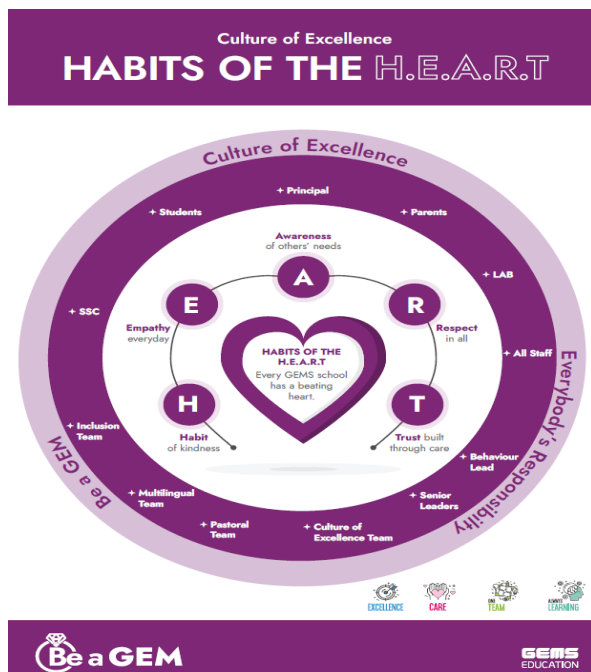 Culture of Excellence
HABITS OF THE H.E.A.R.T
Culture of Excellence
+ Principal
+ Students
+ Parents
Awareness
of others' needs
+ LAB
A
E
R
+ SSC
Empathy
everyday
Respect
in all
HABITS OF THE
H.E.A.R.T
Every GEMS school
has a beating
heart.
+ All Staff
H
T
Habit
of kindness
Trust built
through care
+ Inclusion
Team
+ Behaviour
Lead
+ Multilingual
Team
+ Senior
Leaders
+ Pastoral
Team
+ Culture of
Excellence Team
Be a GEM
Everybody's Responsibility
EXCELLENCE
CARE
ONE
TEAM
ALWAYS
LEARNING
Be a GEM
GEMS
EDUCATION